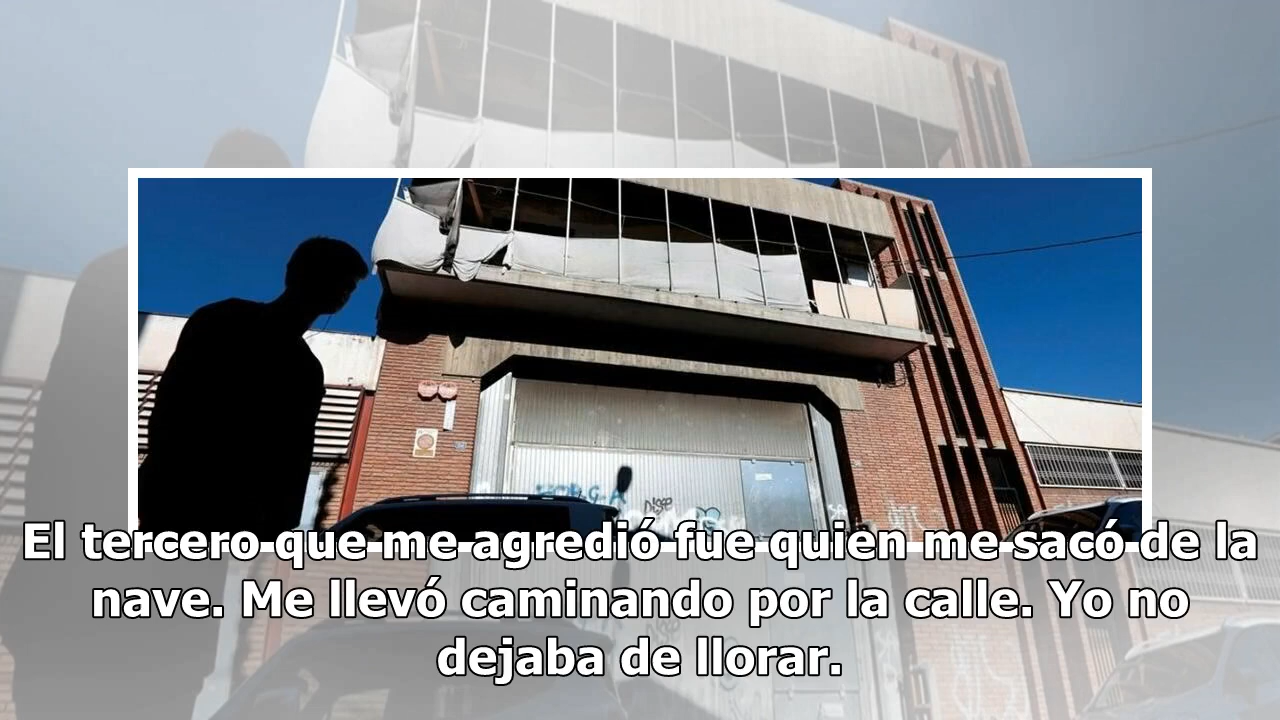 El tercero que me agredió fue quien me sacó de la
nave. Me llevó caminando por la calle. Yo no
dejaba de llorar.